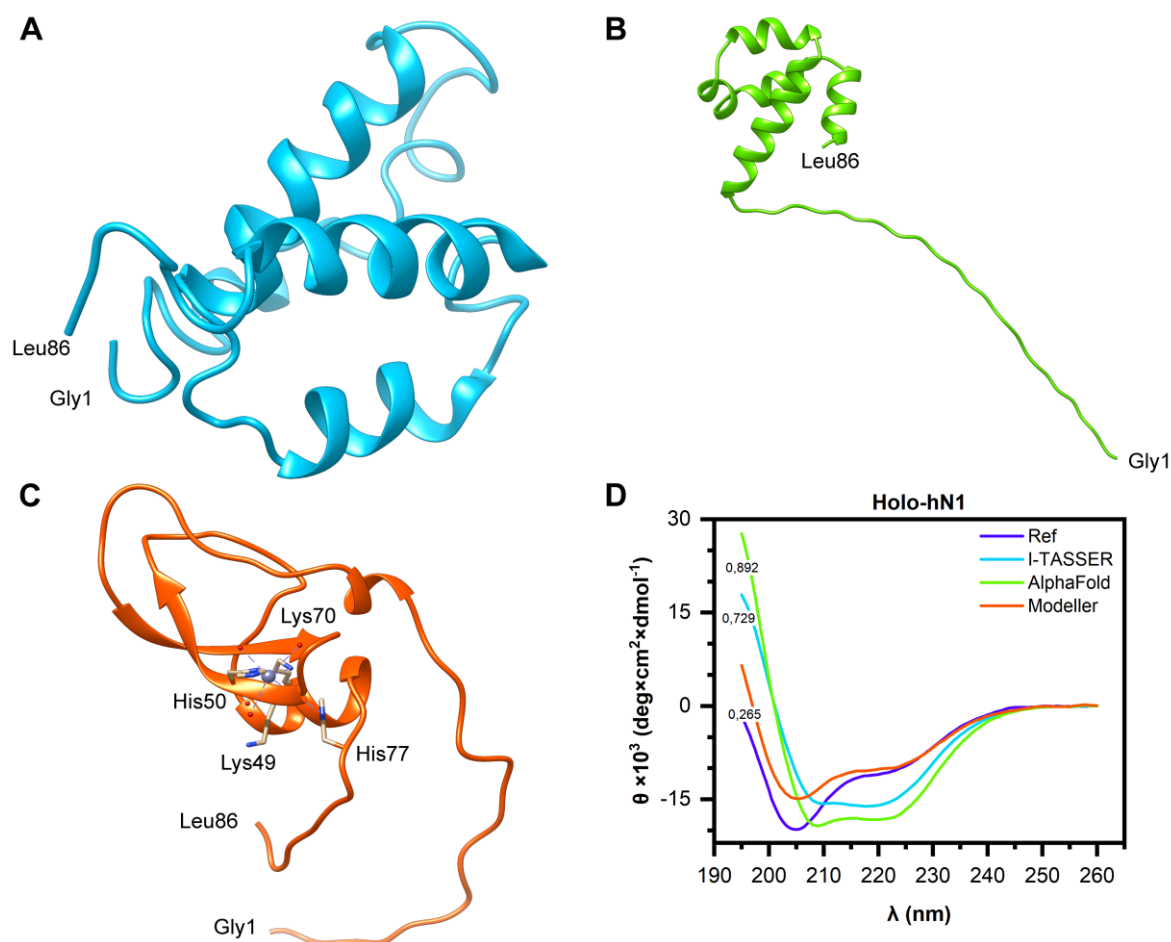 A
Leu86
Gly1
B
Leu86
Gly1
C
Lys70
His50
Lys49
His77
Leu86
Gly1
D
Holo-hN1
Ref
I-TASSER
AlphaFold
Modeller
0,892
0,729
0,265
θ ×10³ (deg×cm²×dmol⁻¹)
30
15
0
-15
190 200 210 220 230 240 250 260
λ (nm)